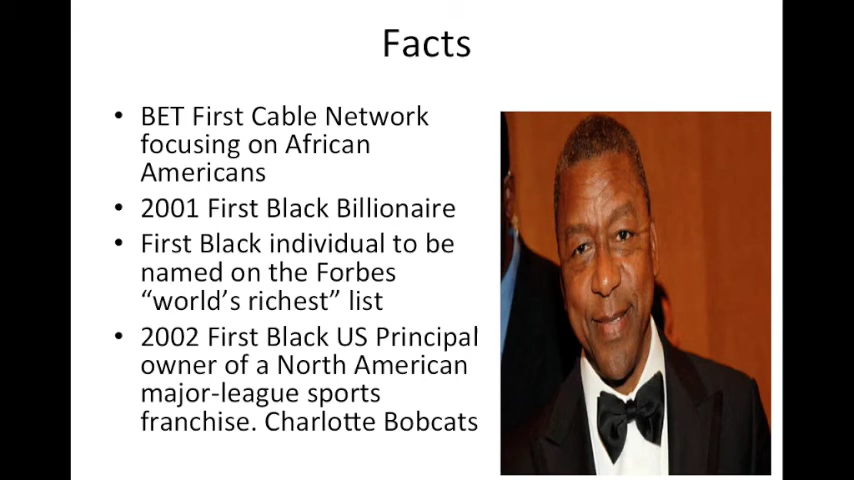 Facts
• BET First Cable Network
focusing on African
Americans
• 2001 First Black Billionaire
• First Black individual to be
named on the Forbes
“world’s richest” list
• 2002 First Black US Principal
owner of a North American
major-league sports
franchise. Charlotte Bobcats